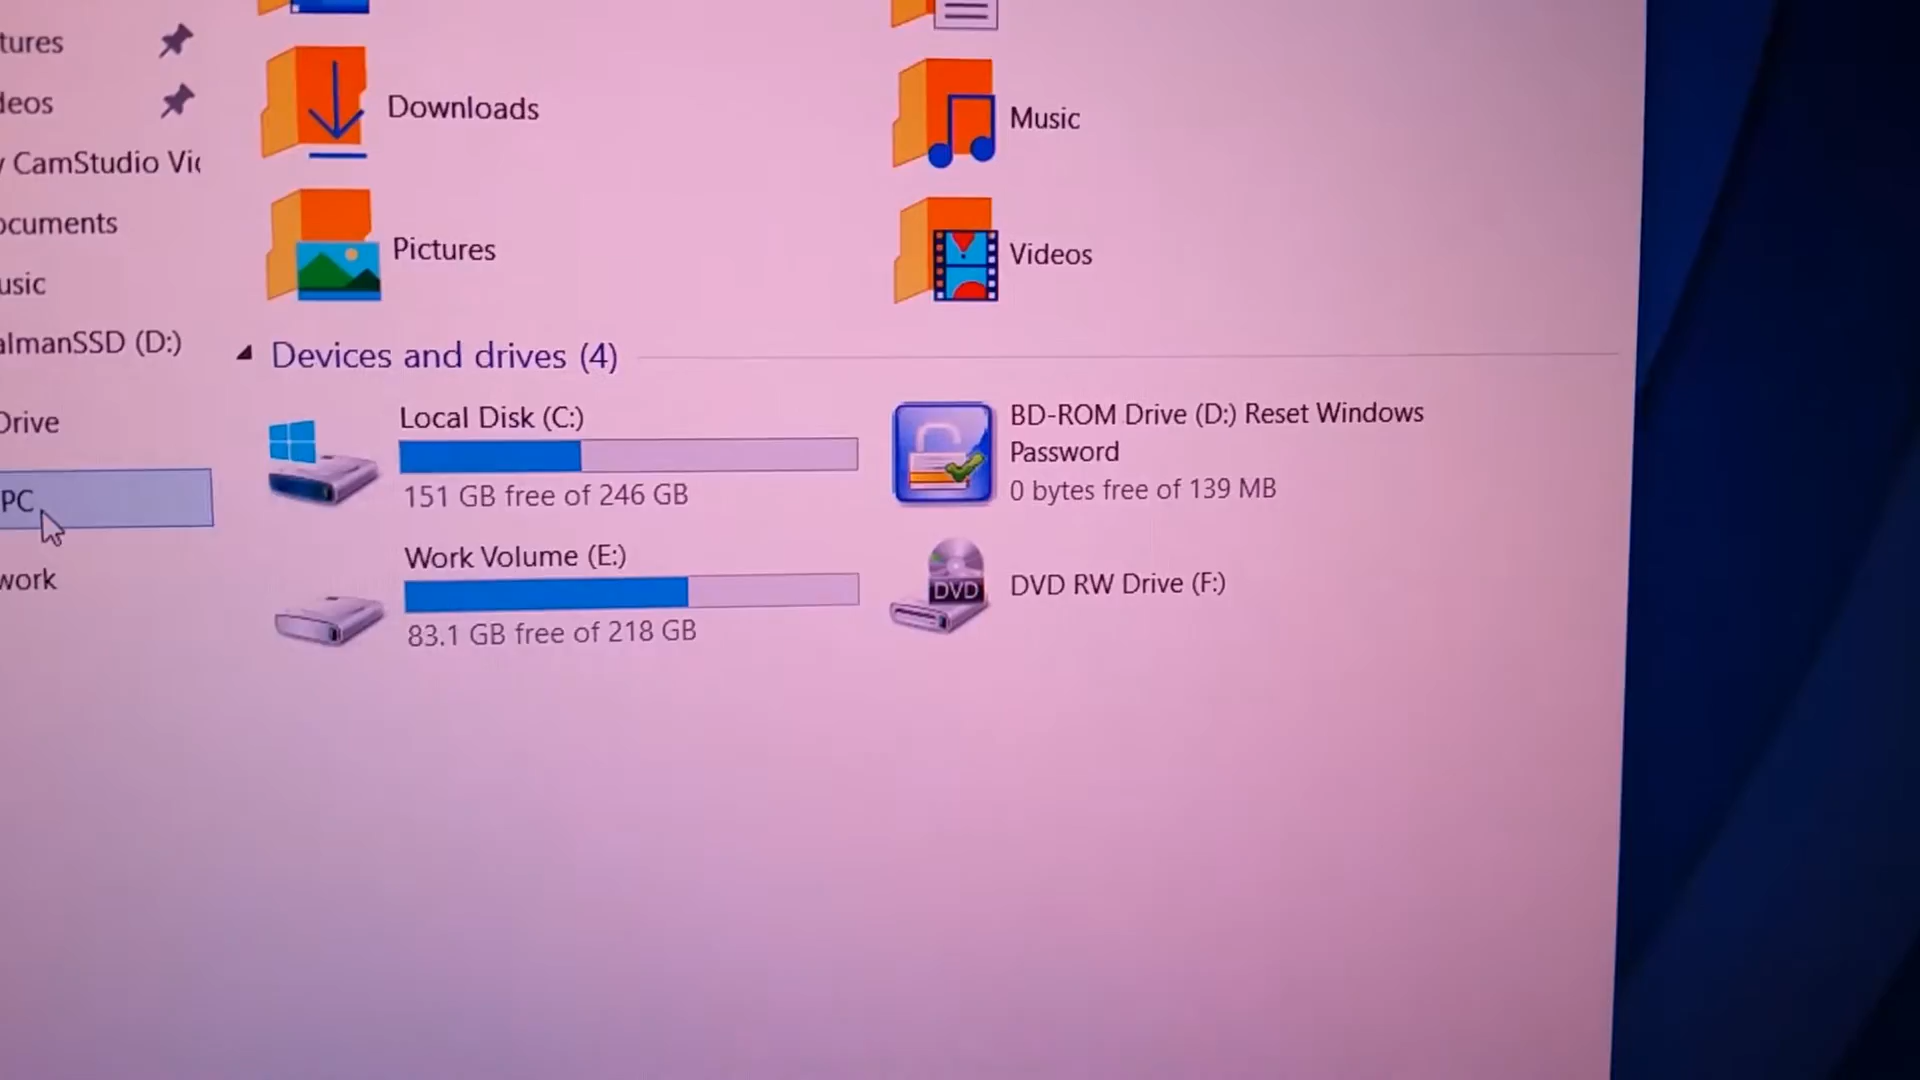 tures
deos
y CamStudio Vi
ocuments
usic
almanSSD (D:)
Drive
PC
work
Downloads
Music
Pictures
Videos
Devices and drives (4)
Local Disk (C:)
151 GB free of 246 GB
BD-ROM Drive (D:) Reset Windows
Password
0 bytes free of 139 MB
Work Volume (E:)
83.1 GB free of 218 GB
DVD
DVD RW Drive (F:)